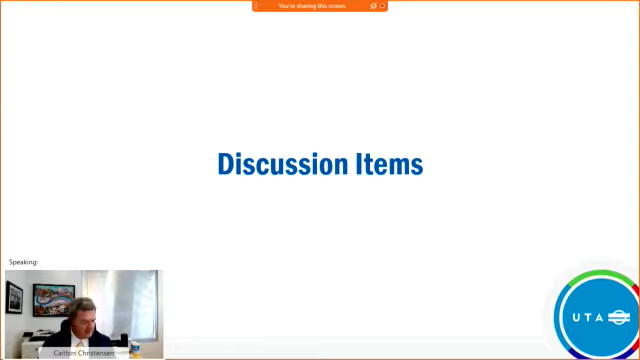 You're sharing this screen
Discussion Items
Speaking:
Carlton Christensen
UTA